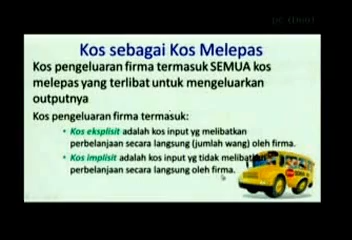 Kos sebagai Kos Melepas
Kos pengeluaran firma termasuk SEMUA kos
melepas yang terlibat untuk mengeluarkan
outputnya
Kos pengeluaran firma termasuk:
• Kos eksplisit adalah kos input yg melibatkan
perbelanjaan secara langsung (jumlah wang) oleh firma.
• Kos implisit adalah kos input yg tidak melibatkan
perbelanjaan secara langsung oleh firma.